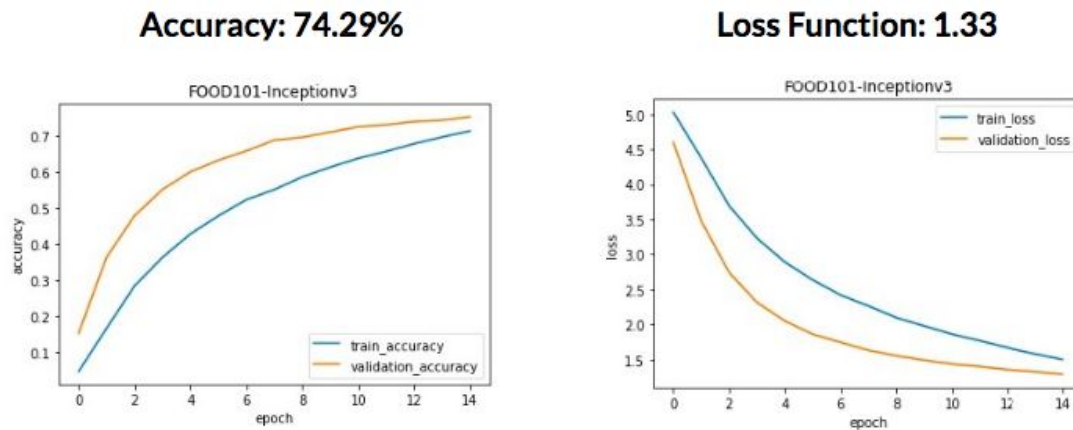 Accuracy: 74.29%
Loss Function: 1.33
FOOD101-Inceptionv3
accuracy
0.7
0.6
0.5
0.4
0.3
0.2
0.1
train_accuracy
validation_accuracy
0 2 4 6 8 10 12 14
epoch
FOOD101-Inceptionv3
loss
5.0
4.5
4.0
3.5
3.0
2.5
2.0
1.5
train_loss
validation_loss
0 2 4 6 8 10 12 14
epoch